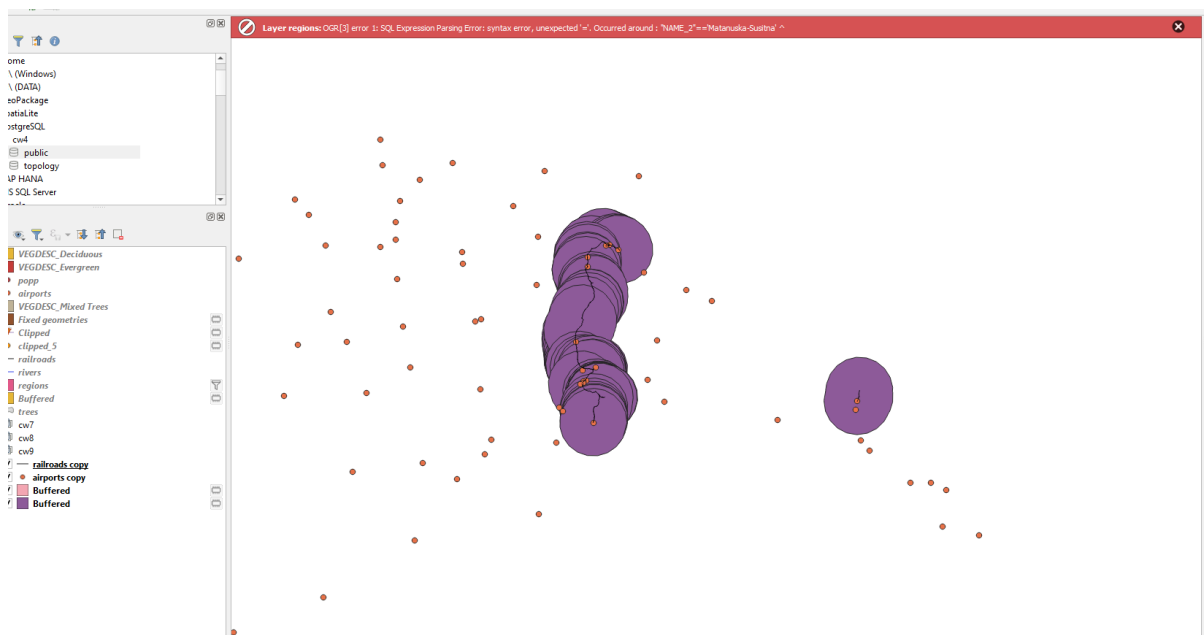 Layer regions: OGR[3] error 1: SQL Expression Parsing Error: syntax error, unexpected '='. Occurred around : "NAME_2"=='Matanuska-Susitna' ^
ome
\ (Windows)
\ (DATA)
eoPackage
patiaLite
ostgreSQL
cw4
public
topology
AP HANA
S SQL Server
VEGDESC_Deciduous
VEGDESC_Evergreen
popp
airports
VEGDESC_Mixed Trees
Fixed geometries
Clipped
clipped_5
railroads
rivers
regions
Buffered
trees
cw7
cw8
cw9
railroads copy
airports copy
Buffered
Buffered